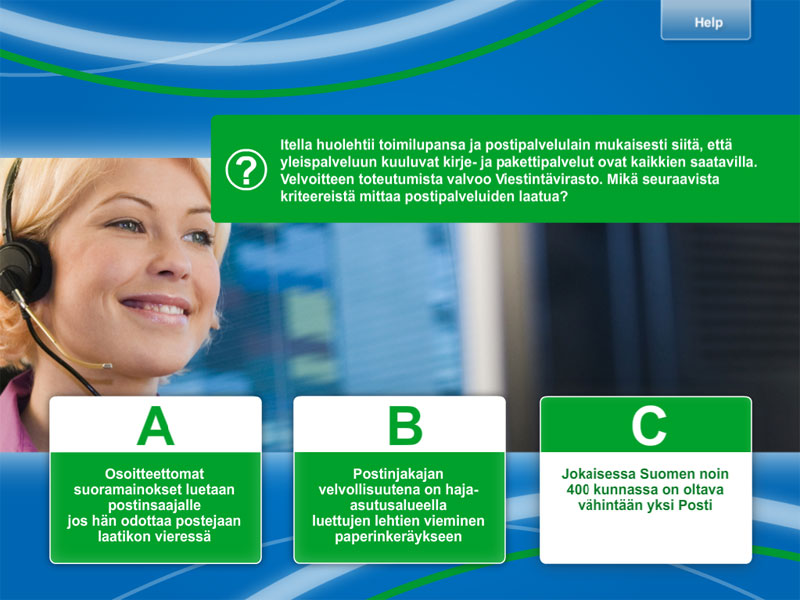 Help
?
Itella huolehtii toimilupansa ja postipalvelulain mukaisesti siitä, että
yleispalveluun kuuluvat kirje- ja pakettipalvelut ovat kaikkien saatavilla.
Velvoitteen toteutumista valvoo Viestintävirasto. Mikä seuraavista
kriteereistä mittaa postipalveluiden laatua?
A
Osoitteettomat
suoramainokset luetaan
postinsaajalle
jos hän odottaa postejaan
laatikon vieressä
B
Postinjakajan
velvollisuutena on haja-
asutusalueella
luettujen lehtien vieminen
paperinkeräykseen
C
Jokaisessa Suomen noin
400 kunnassa on oltava
vähintään yksi Posti